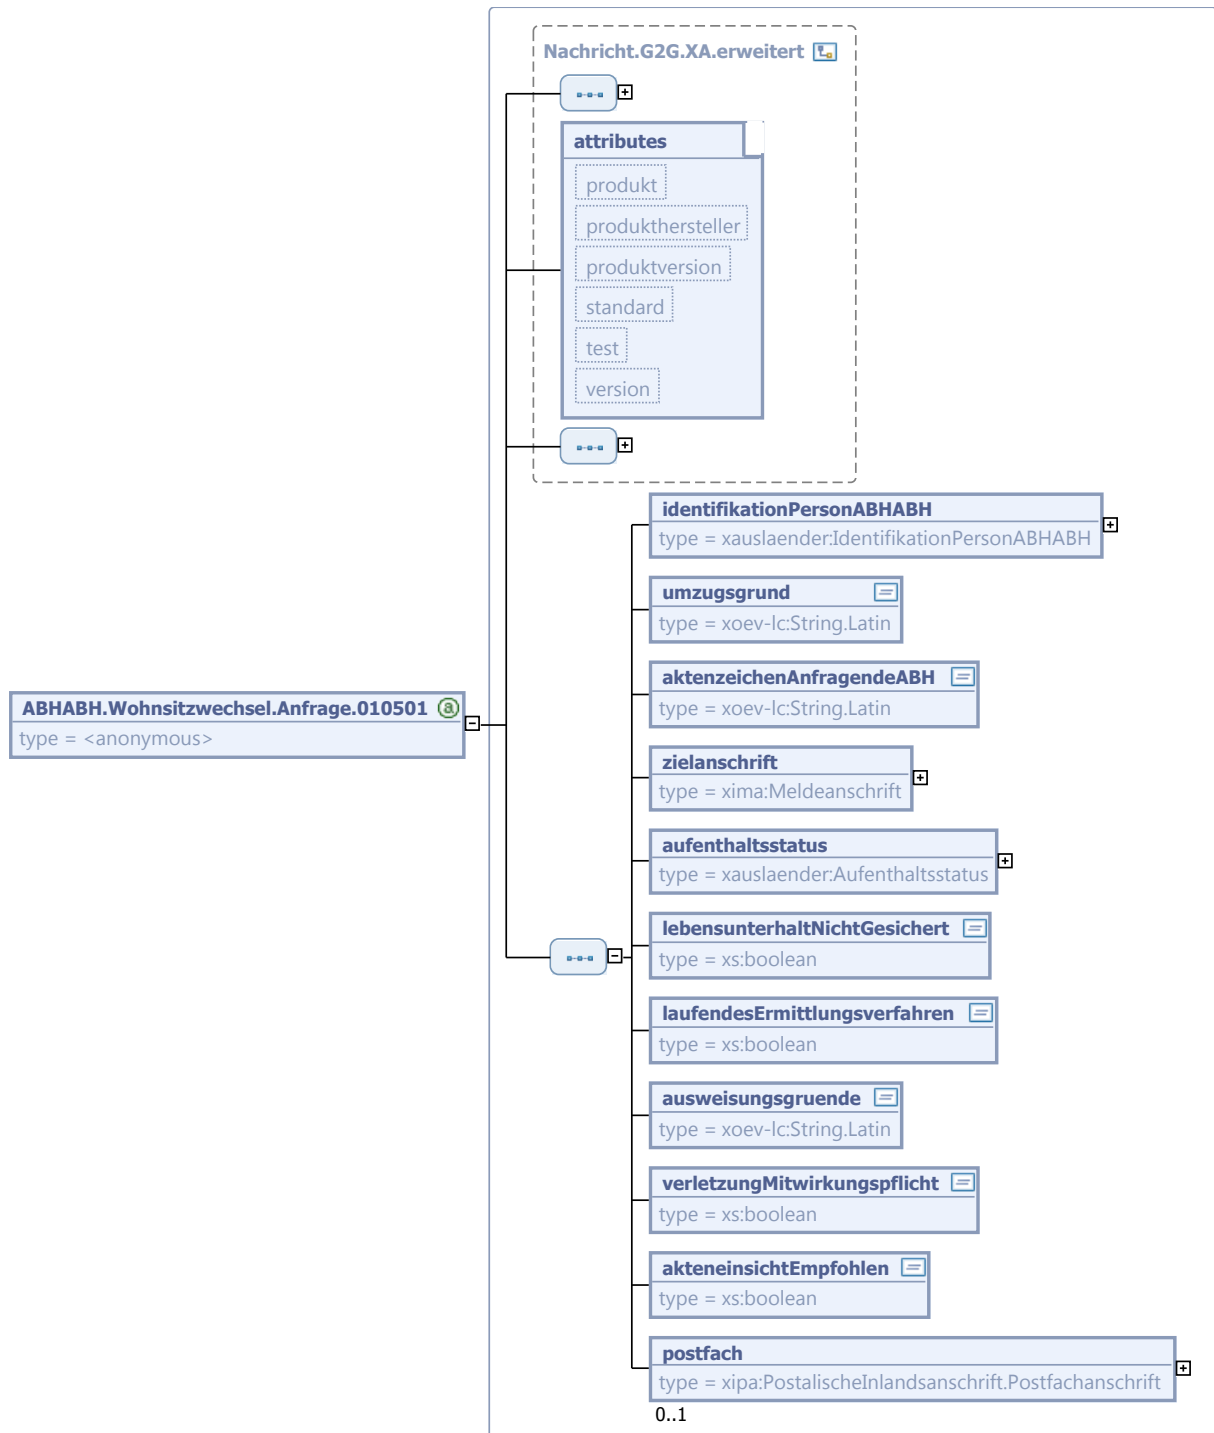 Nachricht.G2G.XA.erweitert
attributes
produkt
produkthersteller
produktversion
standard
test
version
identifikationPersonABHABH
type = xauslaender:IdentifikationPersonABHABH
umzugsgrund
type = xoev-lc:String.Latin
aktenzeichenAnfragendeABH
type = xoev-lc:String.Latin
ABHABH.Wohnsitzwechsel.Anfrage.010501
type = <anonymous>
zielanschrift
type = xima:Meldeanschrift
aufenthaltsstatus
type = xauslaender:Aufenthaltsstatus
lebensunterhaltNichtGesichert
type = xs:boolean
laufendesErmittlungsverfahren
type = xs:boolean
ausweisungsgruende
type = xoev-lc:String.Latin
verletzungMitwirkungspflicht
type = xs:boolean
akteneinsichtEmpfohlen
type = xs:boolean
postfach
type = xipa:PostalischeInlandsanschrift.Postfachanschrift
0..1